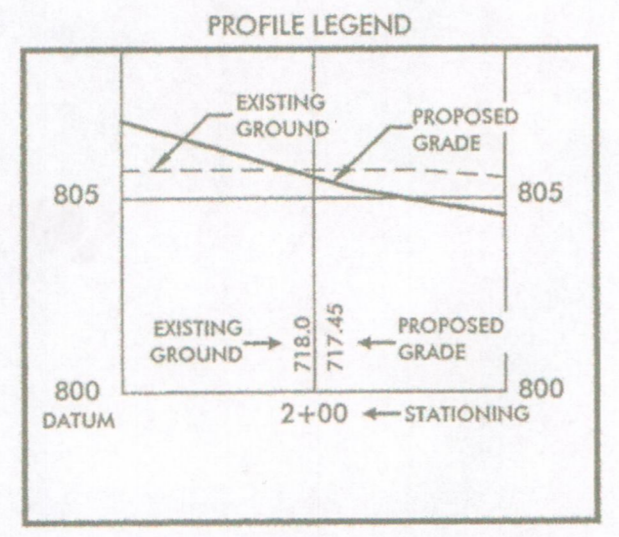 PROFILE LEGEND
EXISTING
GROUND
PROPOSED
GRADE
805
805
EXISTING
GROUND
718.0
717.45
PROPOSED
GRADE
800
800
DATUM
2+00
STATIONING